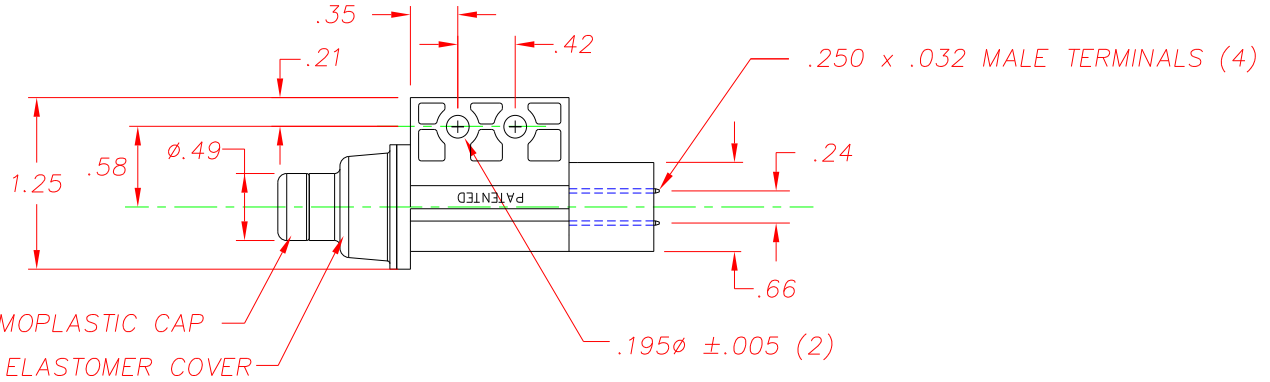 .35
.42
.21
.250 x .032 MALE TERMINALS (4)
.58
ø.49
1.25
.24
PATENTED
.66
MOPLASTIC CAP
.195ø ±.005 (2)
ELASTOMER COVER